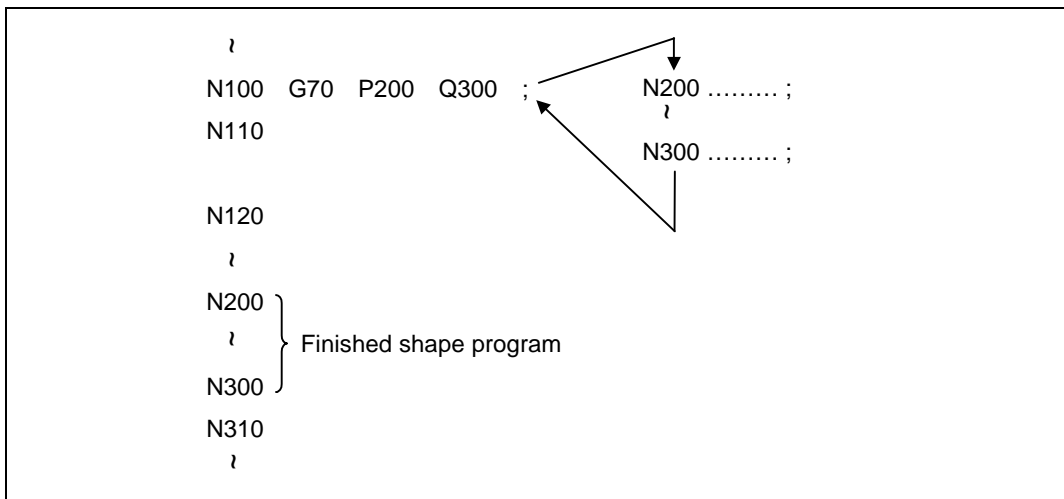 ~
N100 G70 P200 Q300 ;
N200 ……… ;
~
N110
N300 ……… ;
N120
~
N200
~
Finished shape program
N300
N310
~